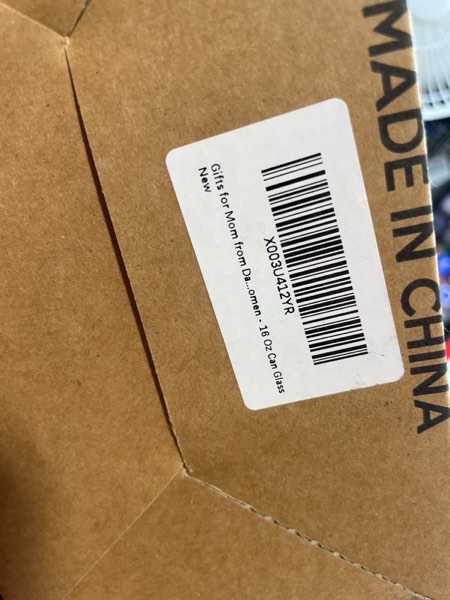 MADE IN CHINA
X003U412YR
Gifts for Mom from Da...omen - 16 Oz Can Glass
New